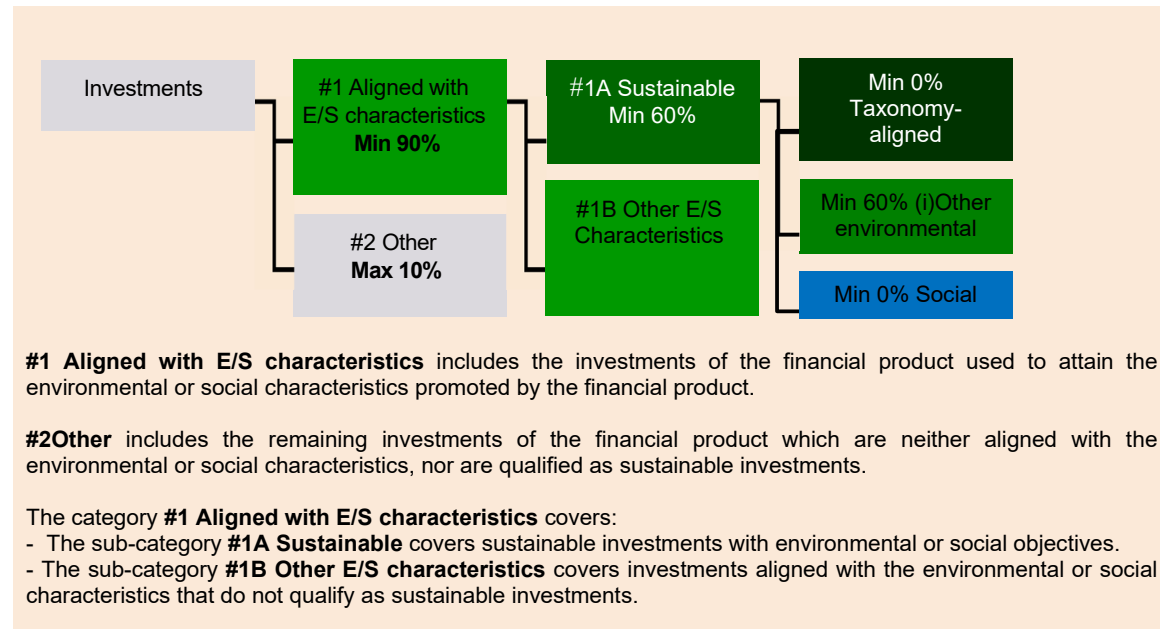 Investments
#1 Aligned with
E/S characteristics
Min 90%
#2 Other
Max 10%
#1A Sustainable
Min 60%
#1B Other E/S
Characteristics
Min 0%
Taxonomy-
aligned
Min 60% (i)Other
environmental
Min 0% Social
#1 Aligned with E/S characteristics includes the investments of the financial product used to attain the
environmental or social characteristics promoted by the financial product.
#2Other includes the remaining investments of the financial product which are neither aligned with the
environmental or social characteristics, nor are qualified as sustainable investments.
The category #1 Aligned with E/S characteristics covers:
- The sub-category #1A Sustainable covers sustainable investments with environmental or social objectives.
- The sub-category #1B Other E/S characteristics covers investments aligned with the environmental or social
characteristics that do not qualify as sustainable investments.